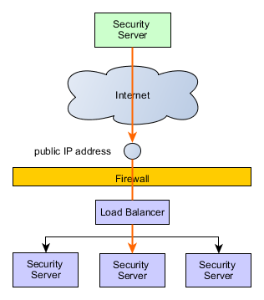 Security
Server
Internet
public IP address
Firewall
Load Balancer
Security
Server
Security
Server
Security
Server